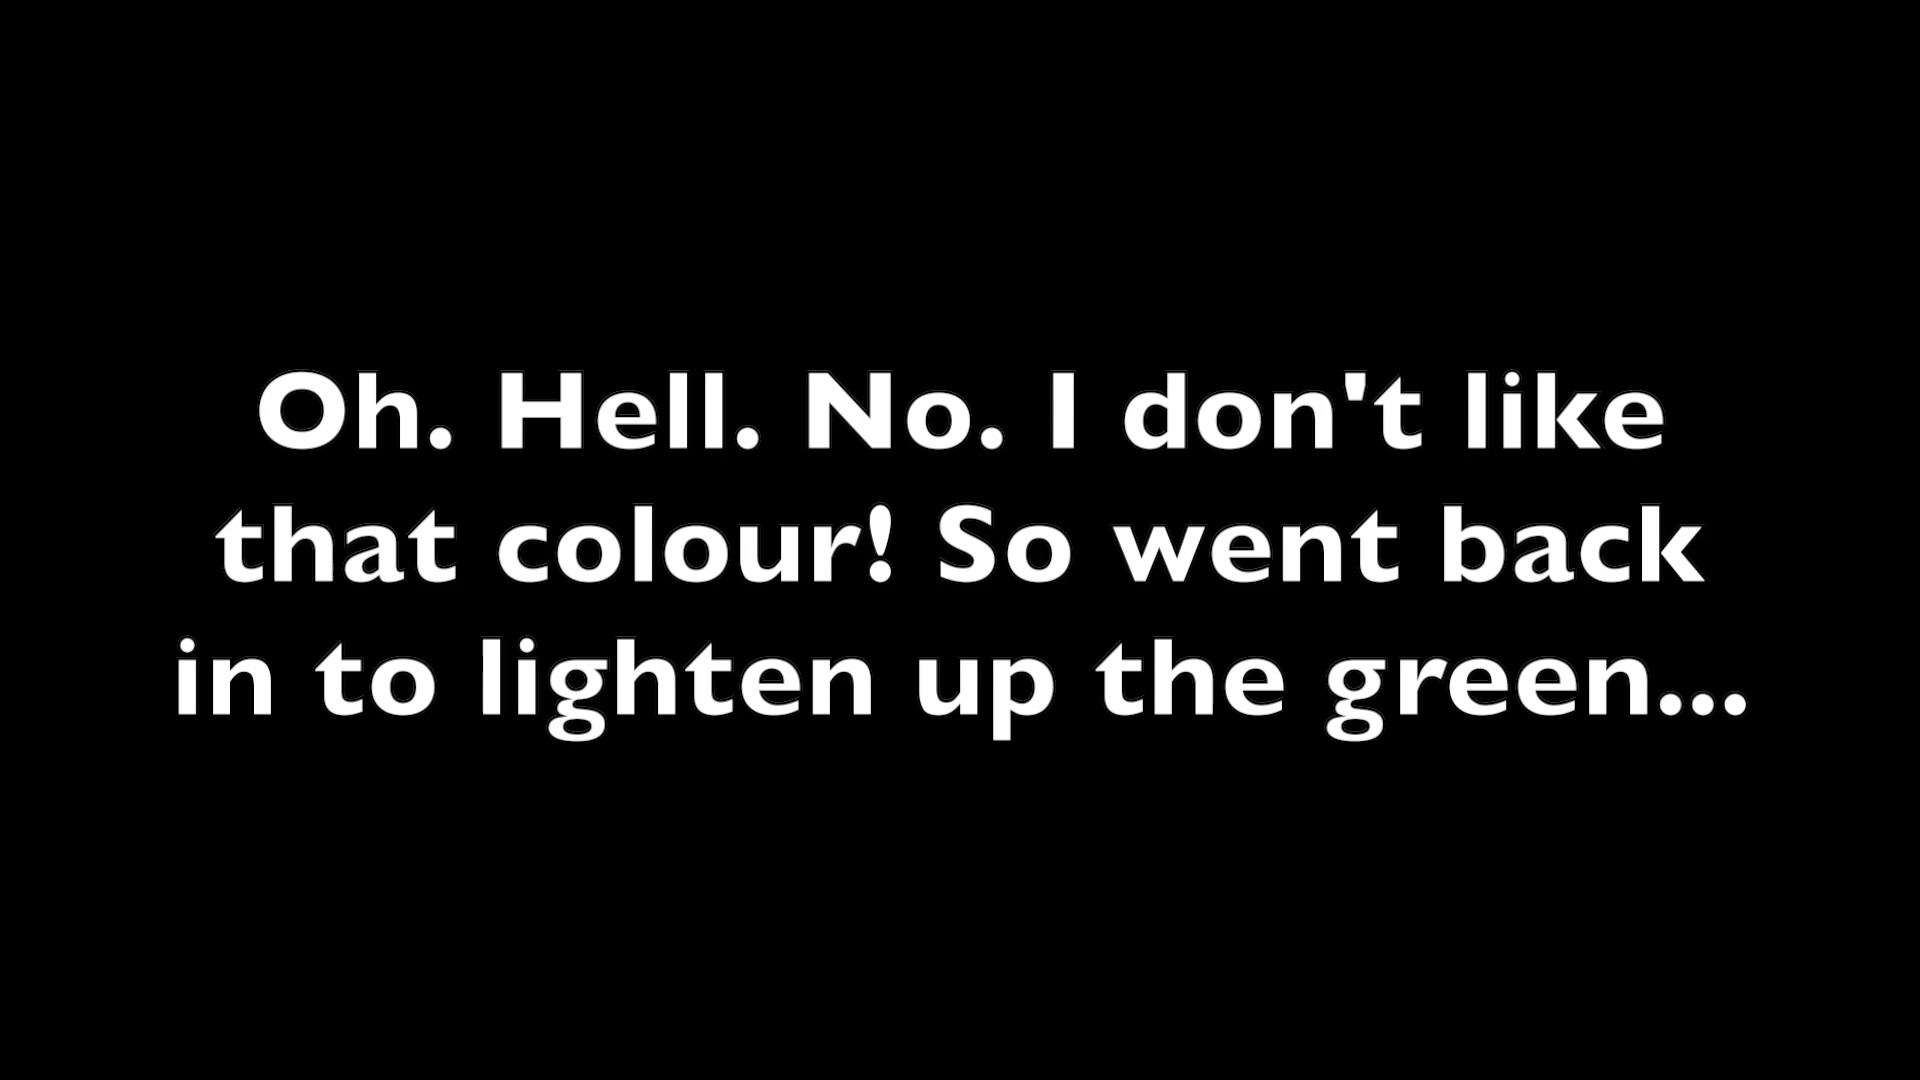 Oh. Hell. No. I don't like
that colour! So went back
in to lighten up the green...